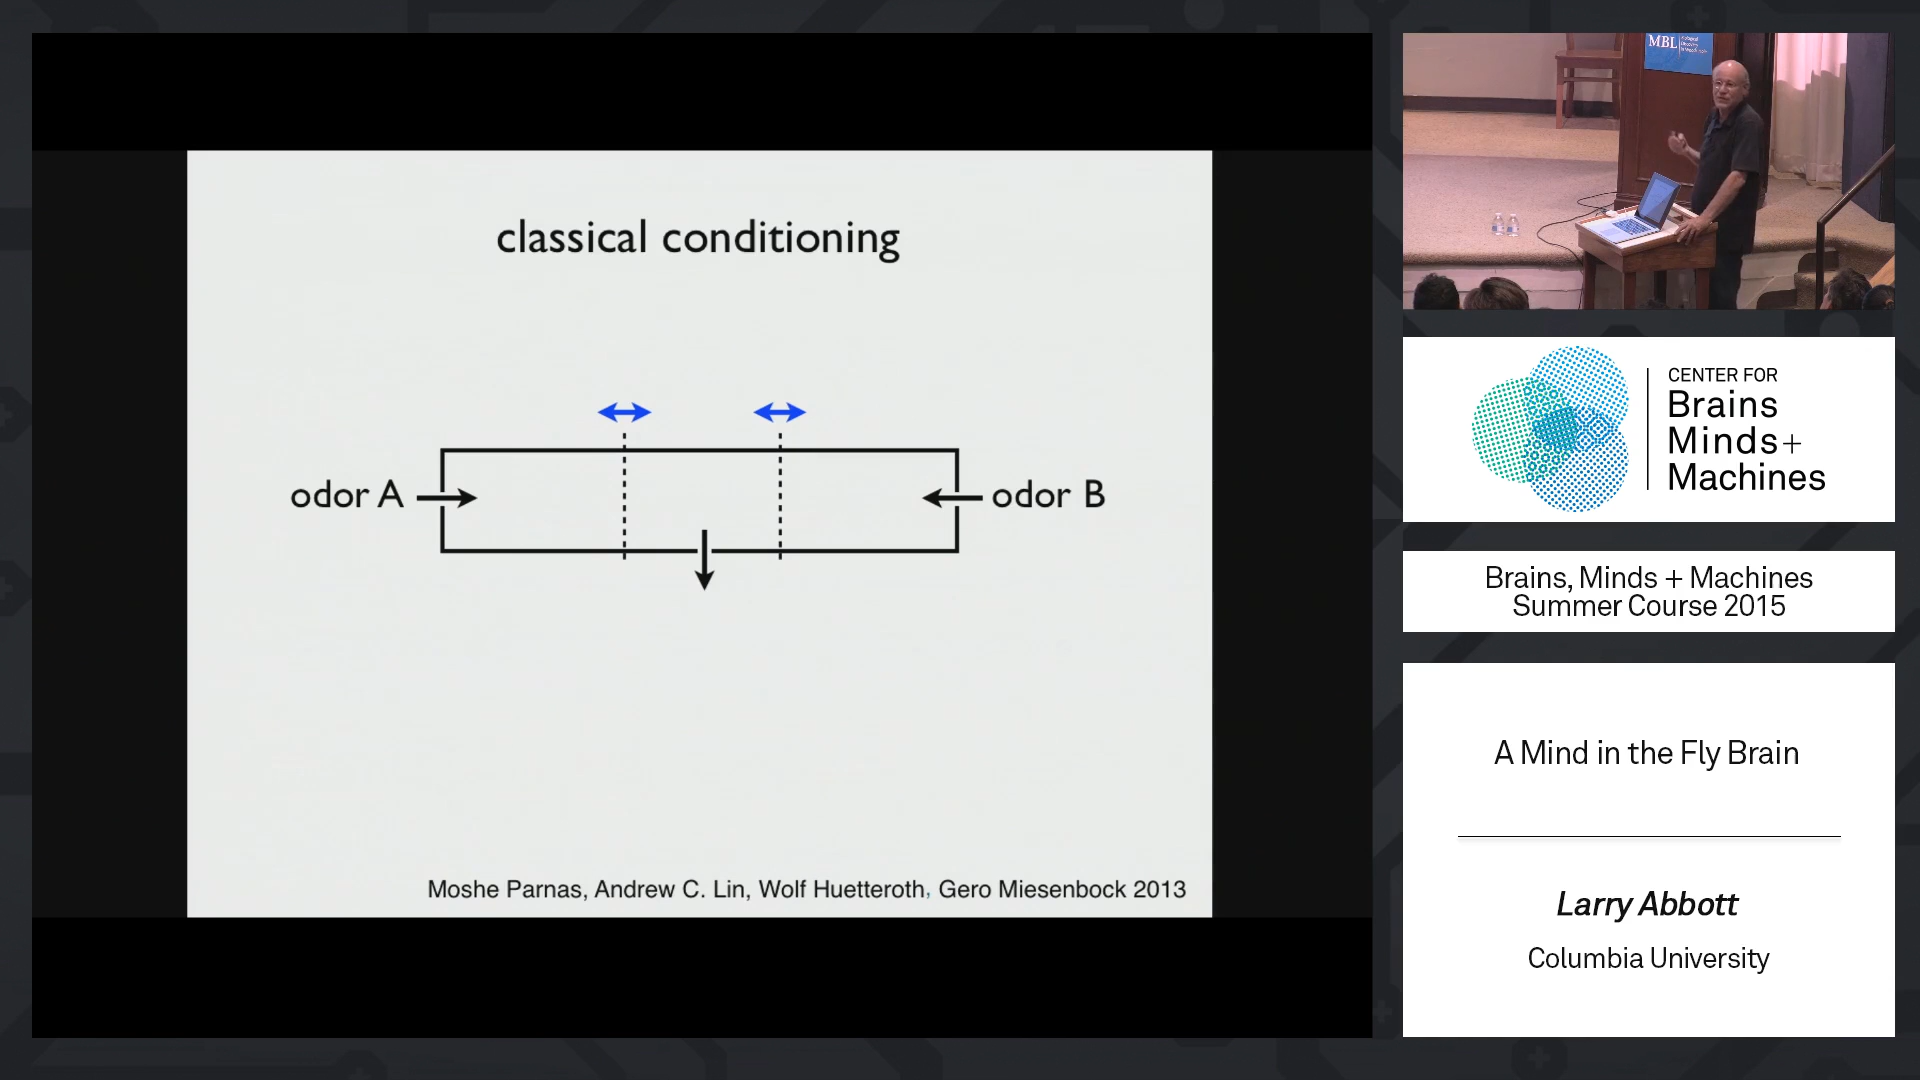 classical conditioning
odor A
odor B
Moshe Parnas, Andrew C. Lin, Wolf Huetteroth, Gero Miesenbock 2013
MBL
CENTER FOR
Brains
Minds+
Machines
Brains, Minds + Machines
Summer Course 2015
A Mind in the Fly Brain
Larry Abbott
Columbia University